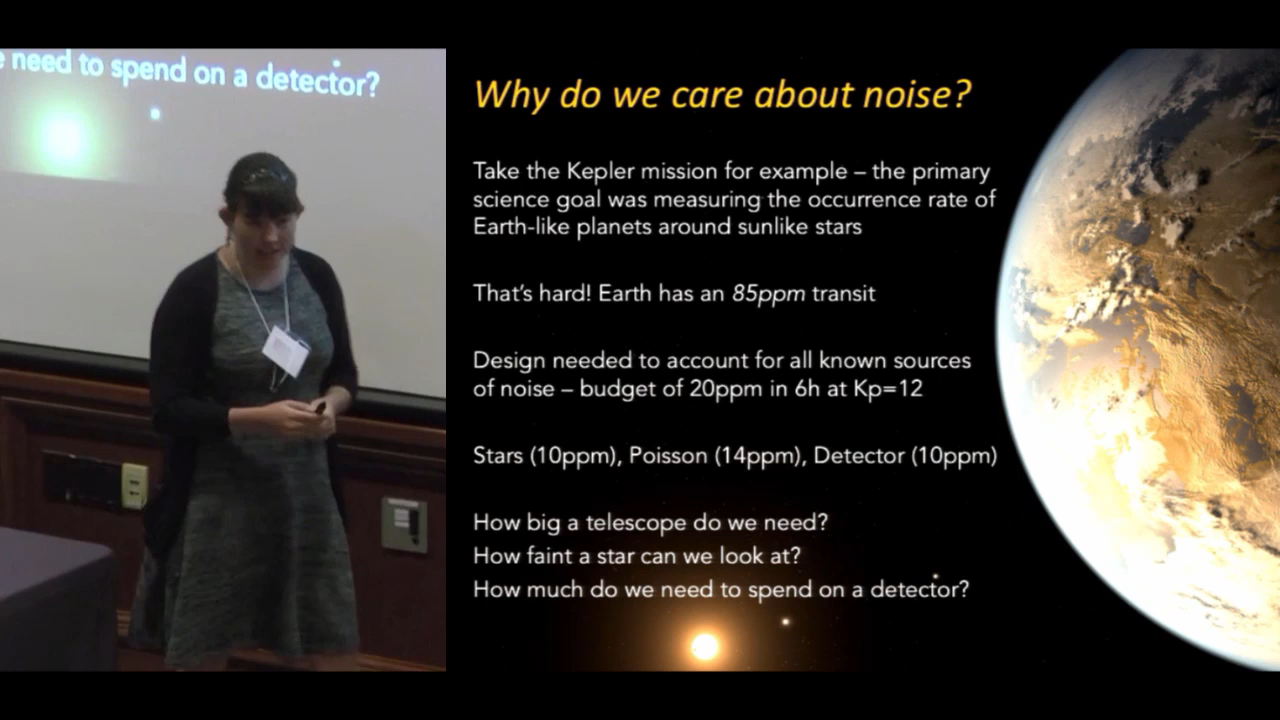 e need to spend on a detector?
Why do we care about noise?
Take the Kepler mission for example – the primary
science goal was measuring the occurrence rate of
Earth-like planets around sunlike stars
That's hard! Earth has an 85ppm transit
Design needed to account for all known sources
of noise – budget of 20ppm in 6h at Kp=12
Stars (10ppm), Poisson (14ppm), Detector (10ppm)
How big a telescope do we need?
How faint a star can we look at?
How much do we need to spend on a detector?